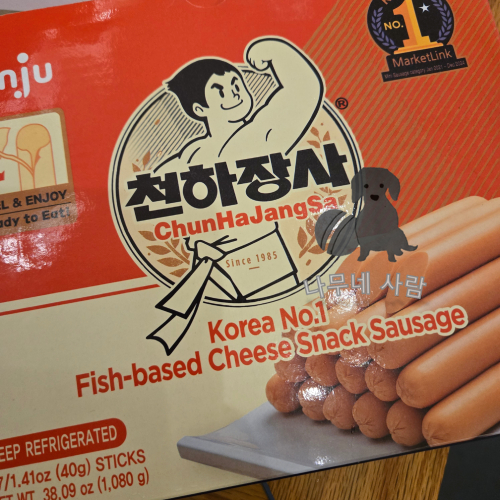 NO.1
MarketLink
nju
천하장사
®
ChunHaJangSa
Since 1985
L & ENJOY
ady to Eat!
나무네 사람
Korea No.1
Fish-based Cheese Snack Sausage
EEP REFRIGERATED
7/1.41oz (40g) STICKS
WT. 38.09 oz (1,080 g)